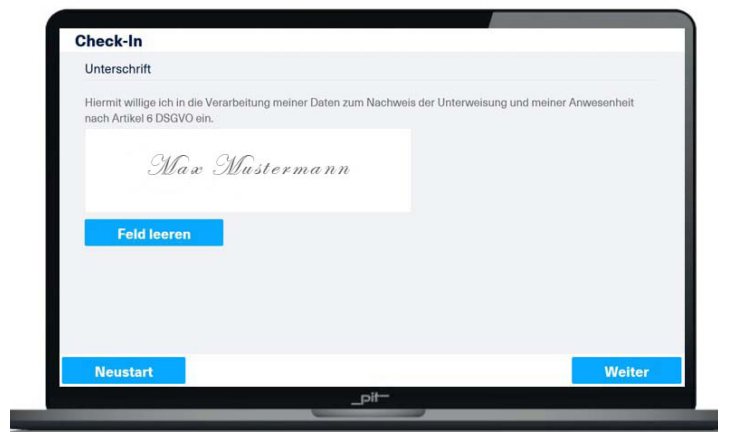 Check-In
Unterschrift
Hiermit willige ich in die Verarbeitung meiner Daten zum Nachweis der Unterweisung und meiner Anwesenheit
nach Artikel 6 DSGVO ein.
Max Mustermann
Feld leeren
Neustart
Weiter
_pit—